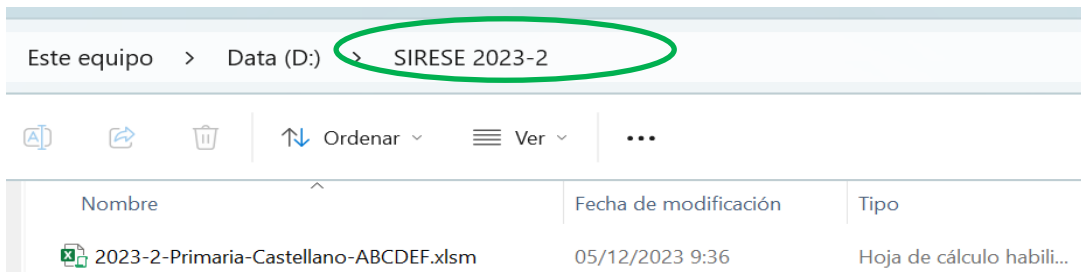 Este equipo > Data (D:) > SIRESE 2023-2
Ordenar Ver
Nombre Fecha de modificación Tipo
2023-2-Primaria-Castellano-ABCDEF.xlsm 05/12/2023 9:36 Hoja de cálculo habili...